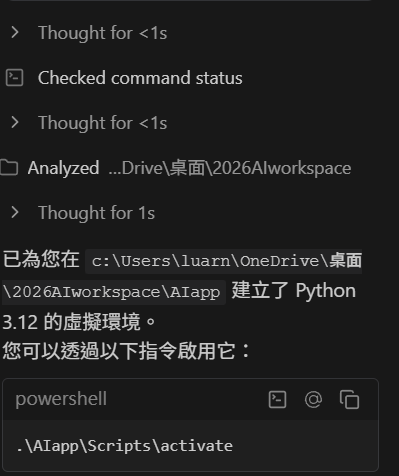 Thought for <1s
Checked command status
Thought for <1s
Analyzed ...Drive\桌面\2026AIworkspace
Thought for 1s
已為您在 c:\Users\luarn\OneDrive\桌面
\2026AIworkspace\AIapp 建立了 Python
3.12 的虛擬環境。
您可以透過以下指令啟用它：
powershell
.\AIapp\Scripts\activate